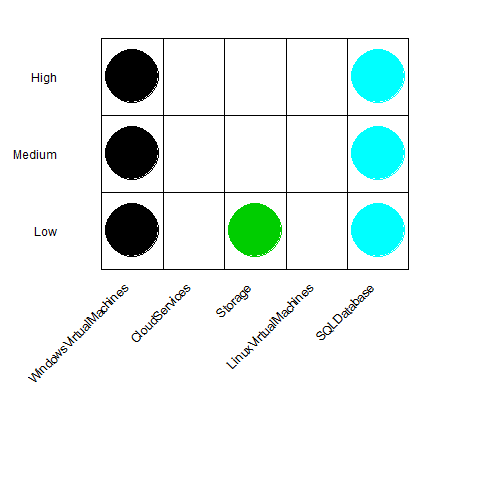 High
Medium
Low
WindowsVirtualMachines
CloudServices
Storage
LinuxVirtualMachines
SQLDatabase